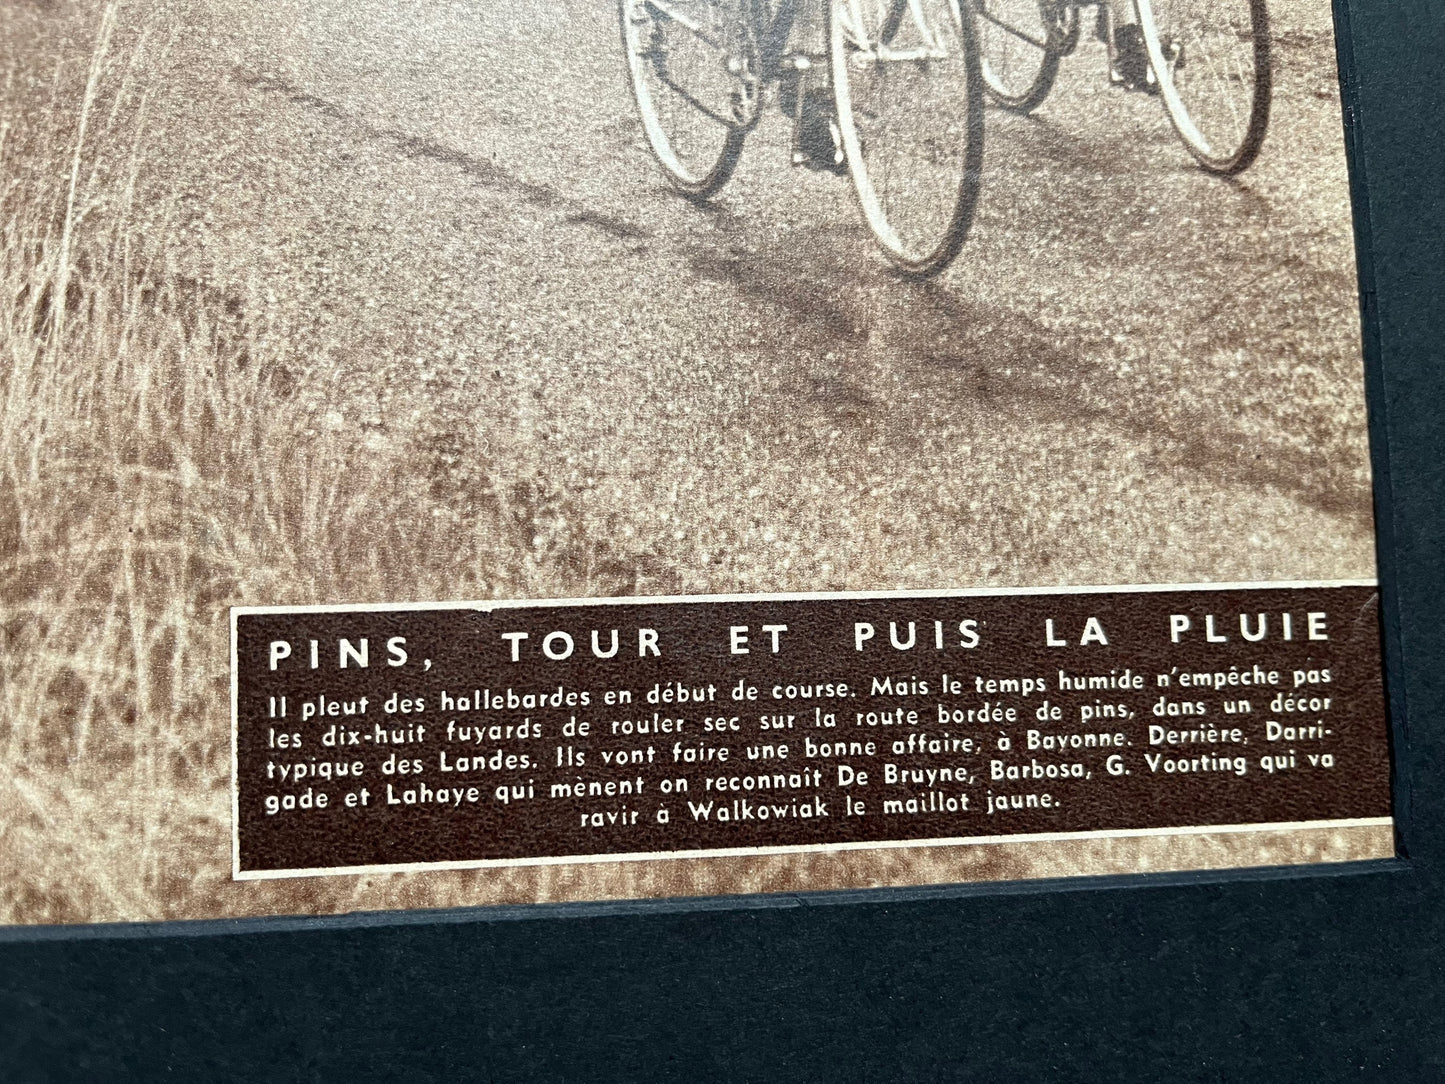 PINS, TOUR ET PUIS LA PLUIE
Il pleut des hallebardes en début de course. Mais le temps humide n'empêche pas
les dix-huit fuyards de rouler sec sur la route bordée de pins, dans un décor
typique des Landes. Ils vont faire une bonne affaire, à Bayonne. Derrière, Darri-
gade et Lahaye qui mènent on reconnaît De Bruyne, Barbosa, G. Voorting qui va
ravir à Walkowiak le maillot jaune.